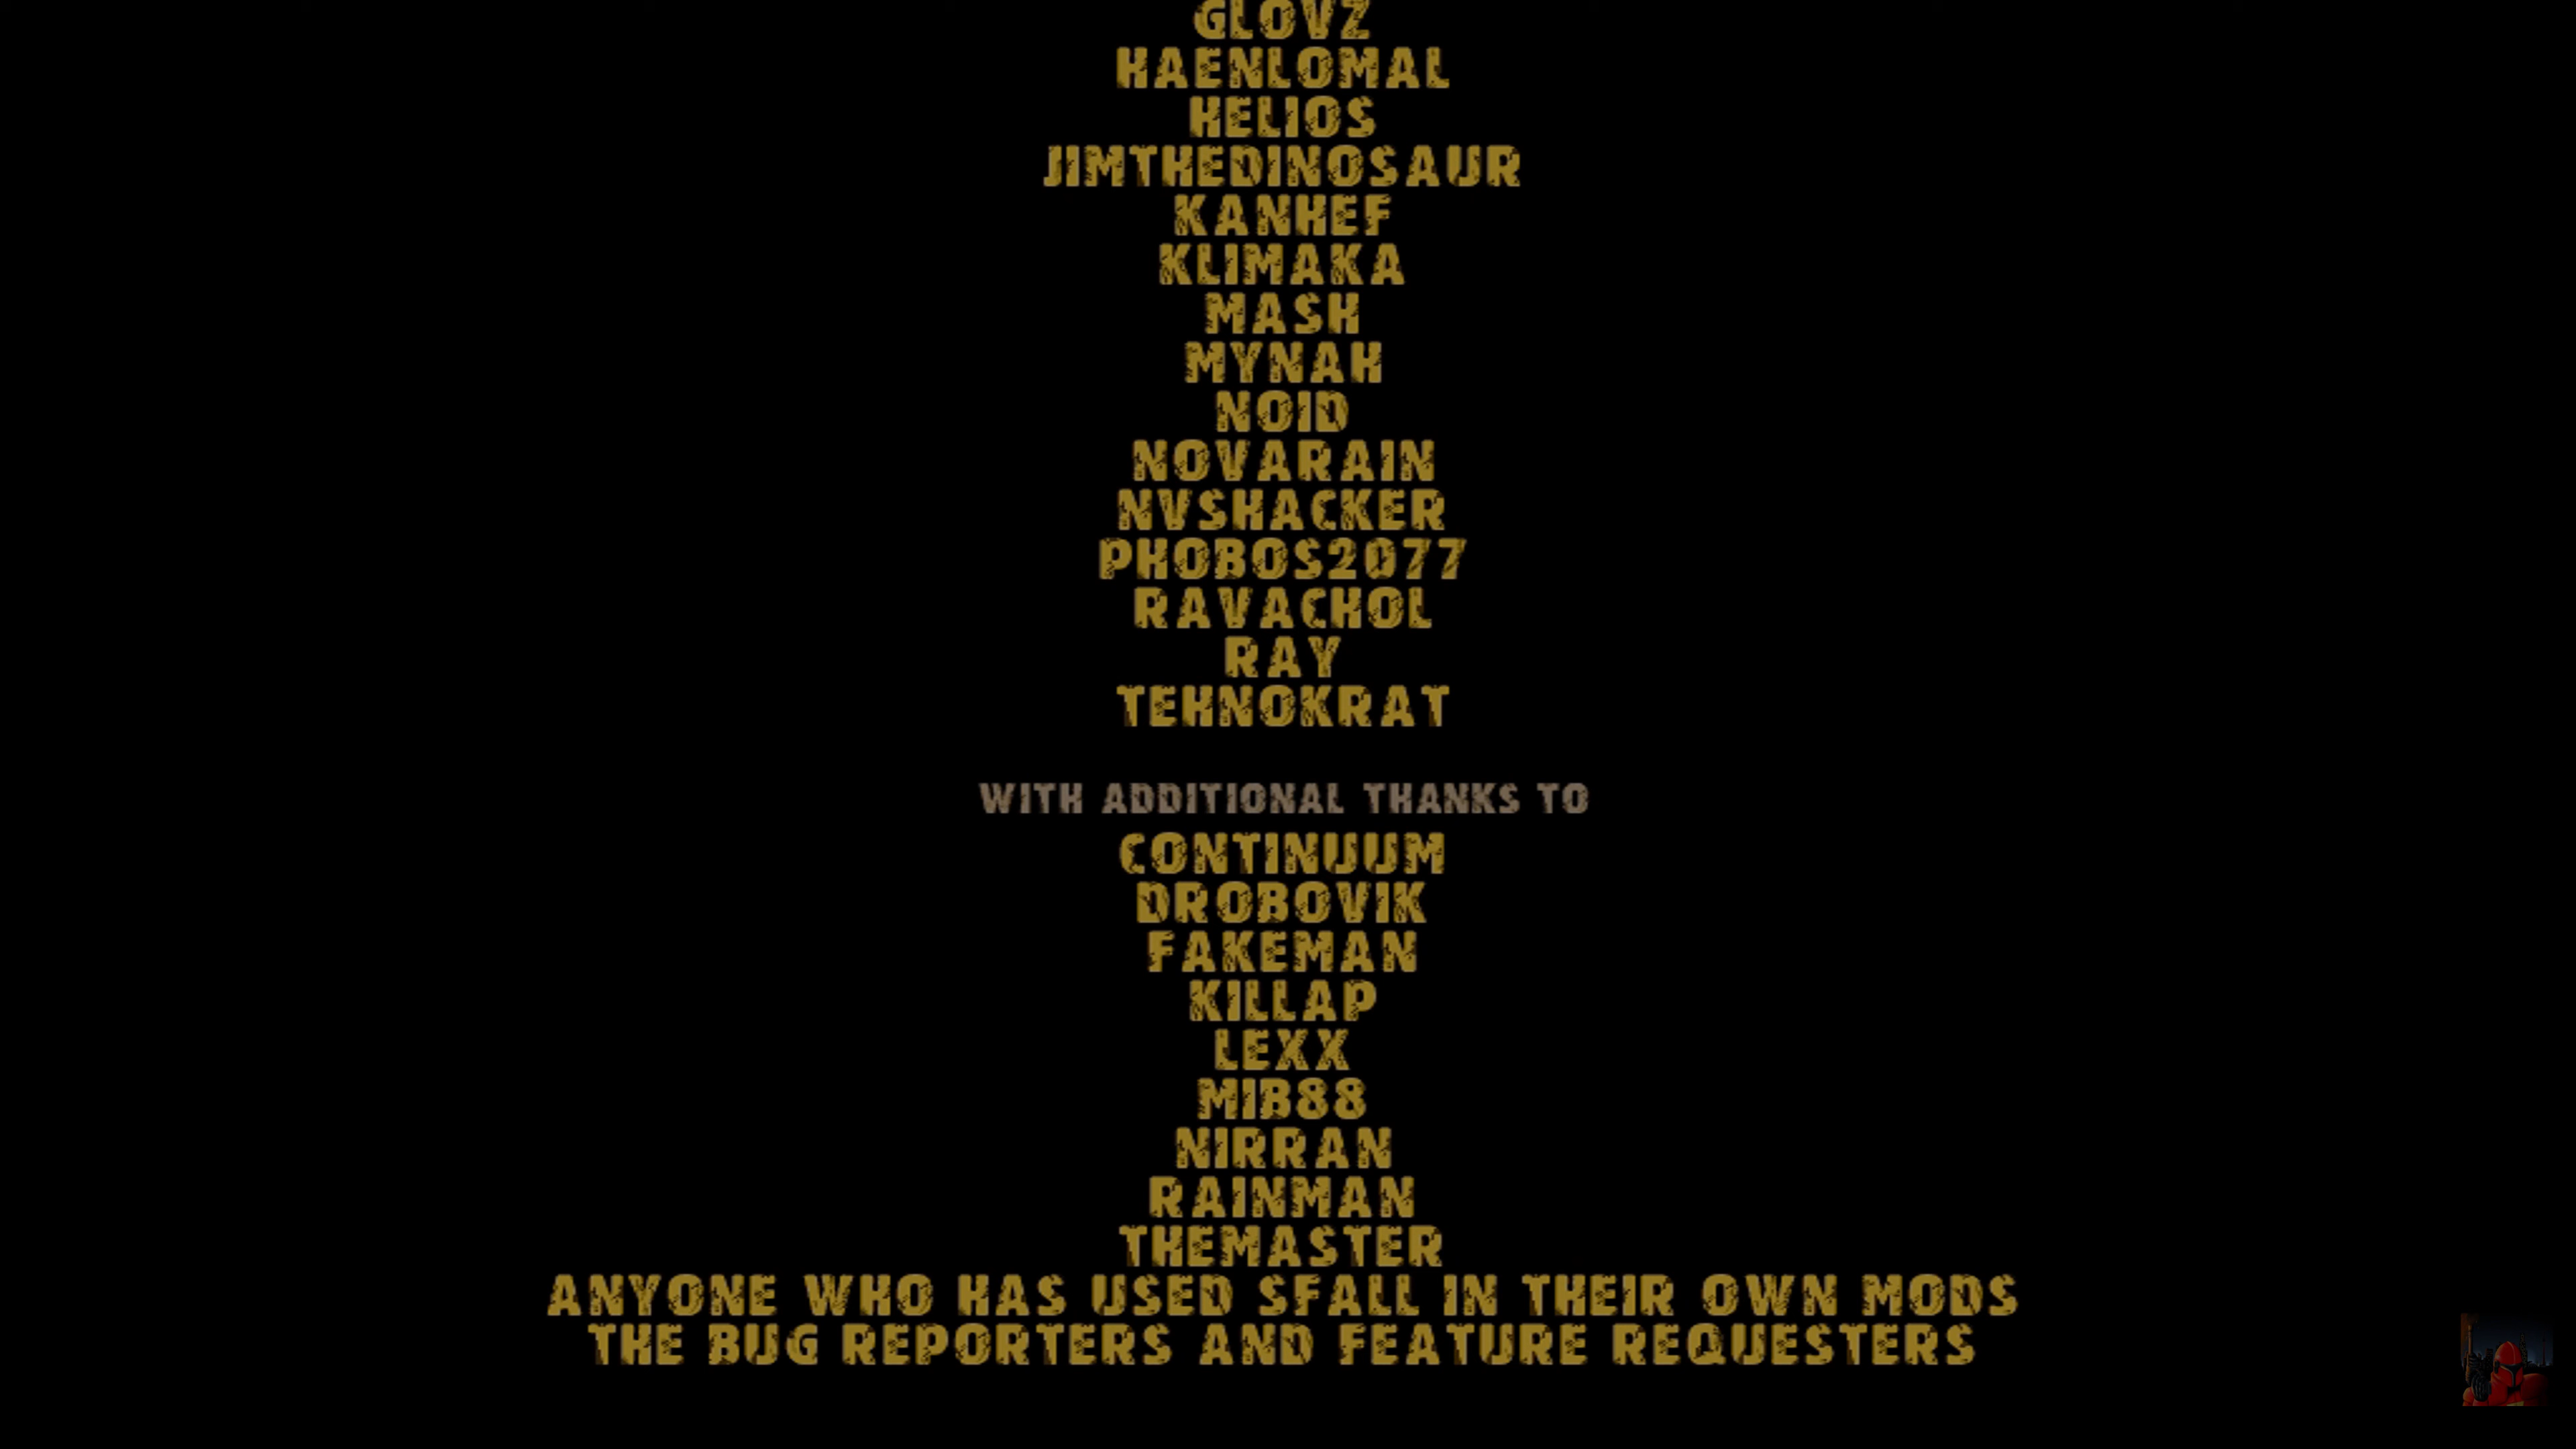 GLOVZ
HAENLOMAL
HELIOS
JIMTHEDINOSAUR
KANHEF
KLIMAKA
MASH
MYNAH
NOID
NOVARAIN
NVSHACKER
PHOBOS2077
RAVACHOL
RAY
TEHNOKRAT
WITH ADDITIONAL THANKS TO
CONTINUUM
DROBOVIK
FAKEMAN
KILLAP
LEXX
MIB88
NIRRAN
RAINMAN
THEMASTER
ANYONE WHO HAS USED SFALL IN THEIR OWN MODS
THE BUG REPORTERS AND FEATURE REQUESTERS